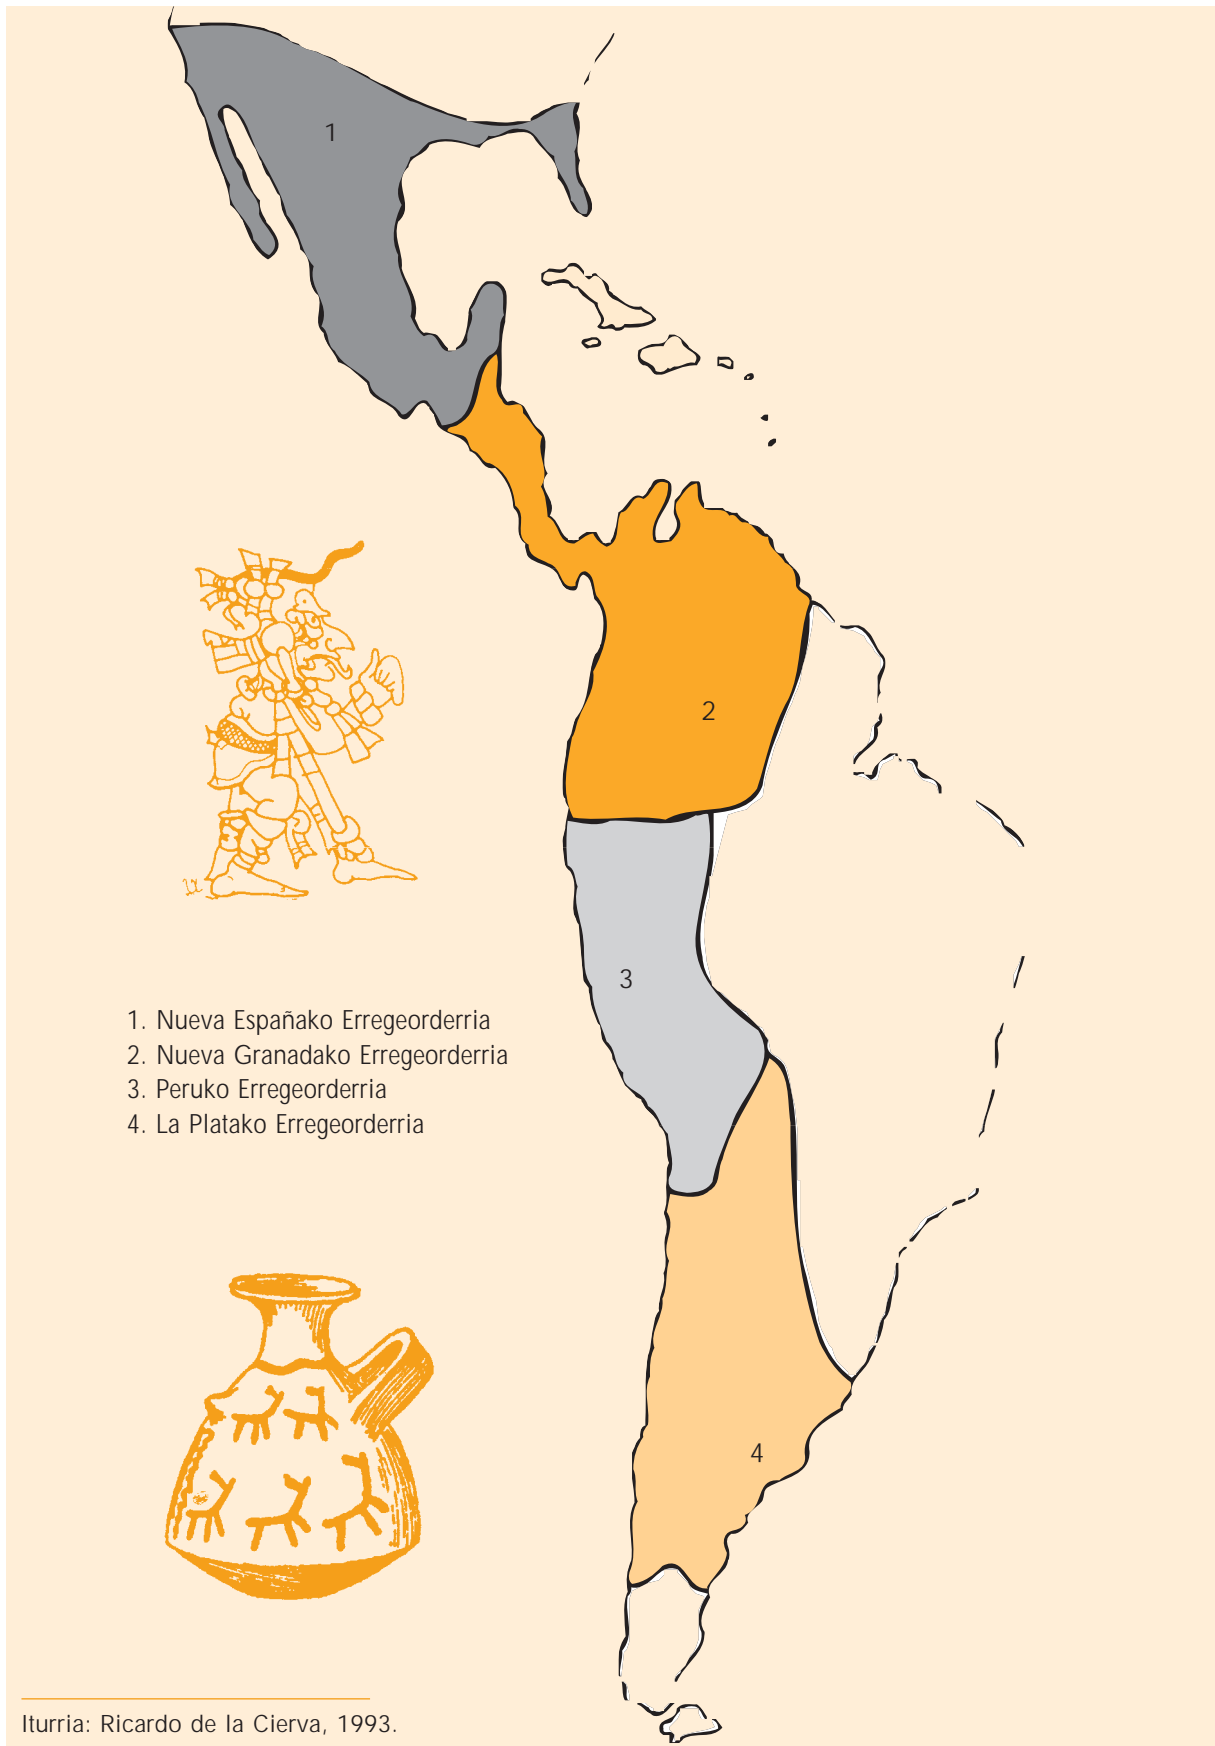 1
2
3
1. Nueva Españako Erregeorderria
2. Nueva Granadako Erregeorderria
3. Peruko Erregeorderria
4. La Platako Erregeorderria
4
Iturria: Ricardo de la Cierva, 1993.